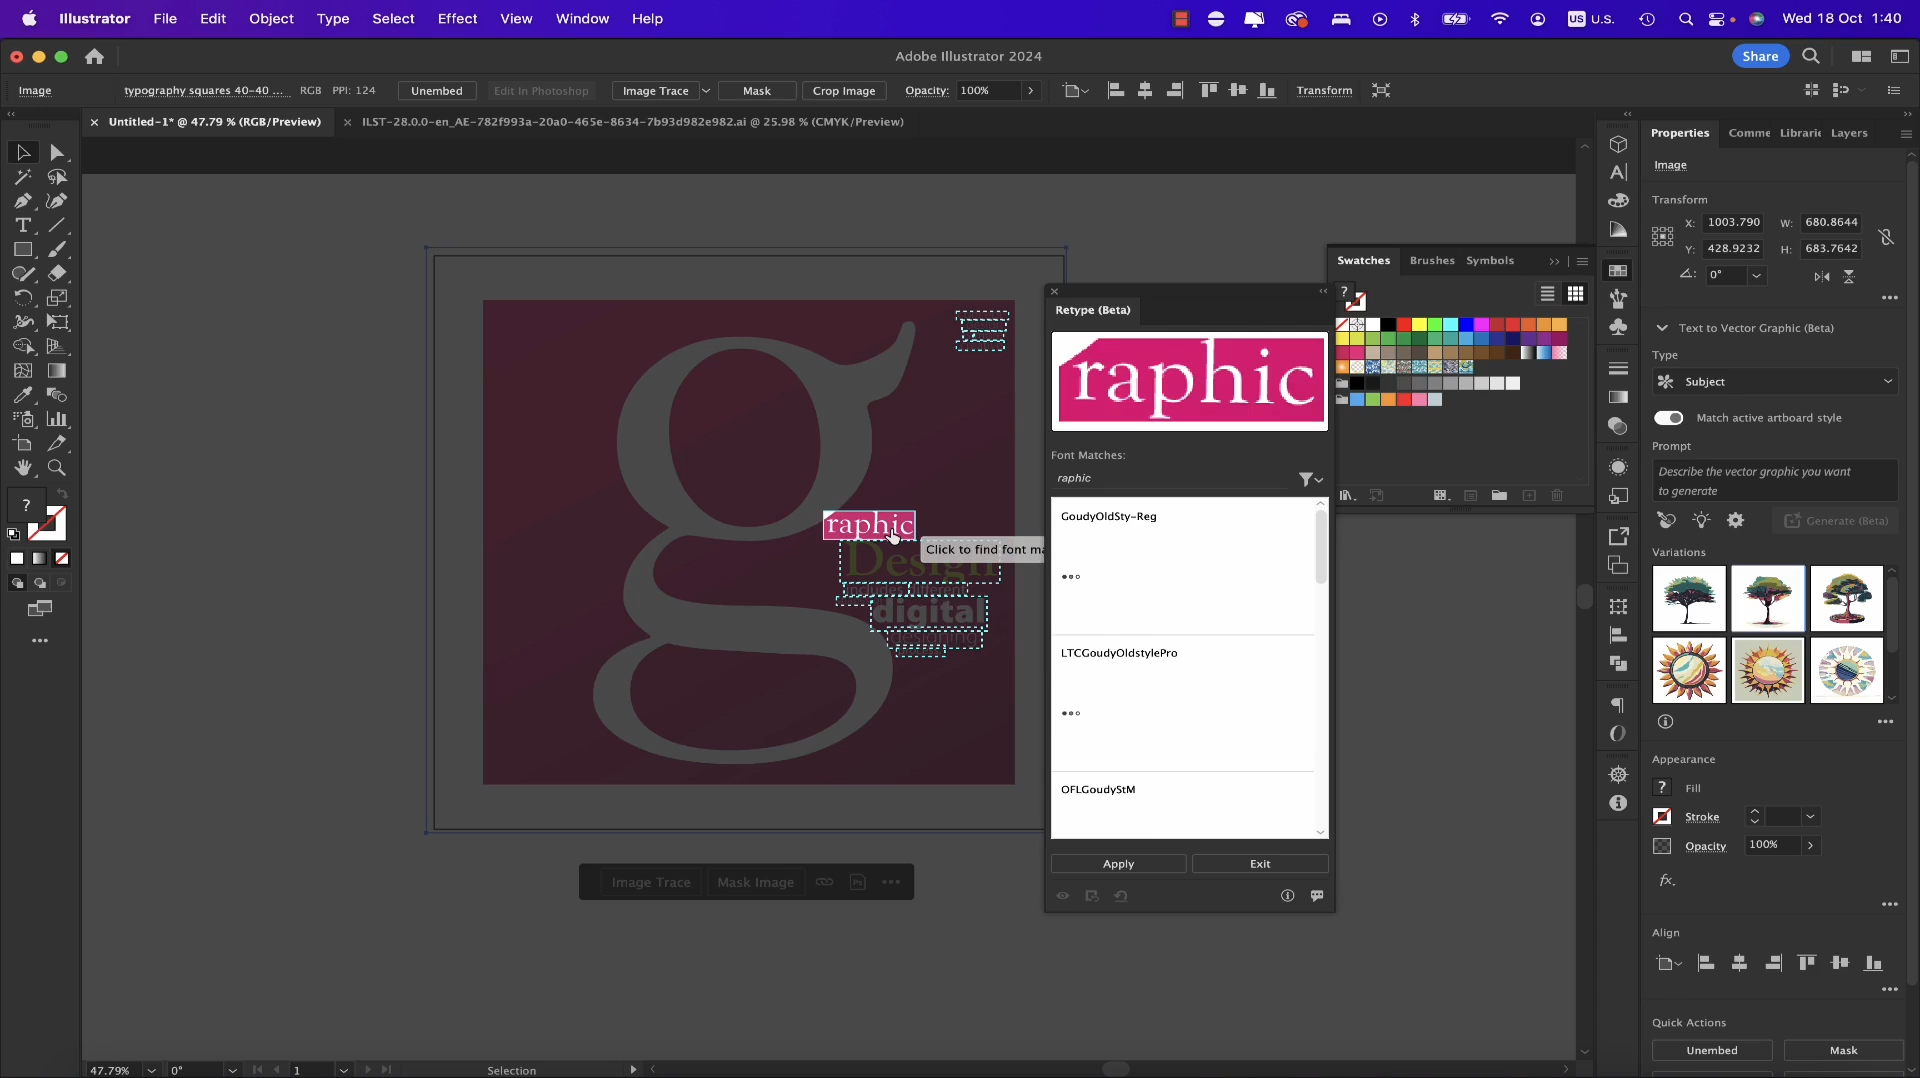 Illustrator File Edit Object Type Select Effect View Window Help
US U.S.
Wed 18 Oct 1:40
Adobe Illustrator 2024
Share
Image
typography squares 40-40 ...
RGB PPI: 124
Unembed
Edit In Photoshop
Image Trace
Mask
Crop Image
Opacity: 100%
Transform
Untitled-1* @ 47.79 % (RGB/Preview)
ILST-28.0.0-en_AE-782f993a-20a0-465e-8634-7b93d982e982.ai @ 25.98 % (CMYK/Preview)
g
raphic
Click to find font ma
Design
includes different
digital
designing
Image Trace
Mask Image
Retype (Beta)
raphic
Font Matches:
raphic
GoudyOldSty-Reg
LTCGoudyOldstylePro
OFLGoudyStM
Apply
Exit
Swatches Brushes Symbols
Properties Comme Librarie Layers
Image
Transform
X: 1003.790 W: 680.8644
Y: 428.9232 H: 683.7642
0°
Text to Vector Graphic (Beta)
Type
Subject
Match active artboard style
Prompt
Describe the vector graphic you want
to generate
Generate (Beta)
Variations
Appearance
? Fill
Stroke
Opacity 100%
fx.
Align
Quick Actions
Unembed
Mask
47.79% 0° 1 Selection